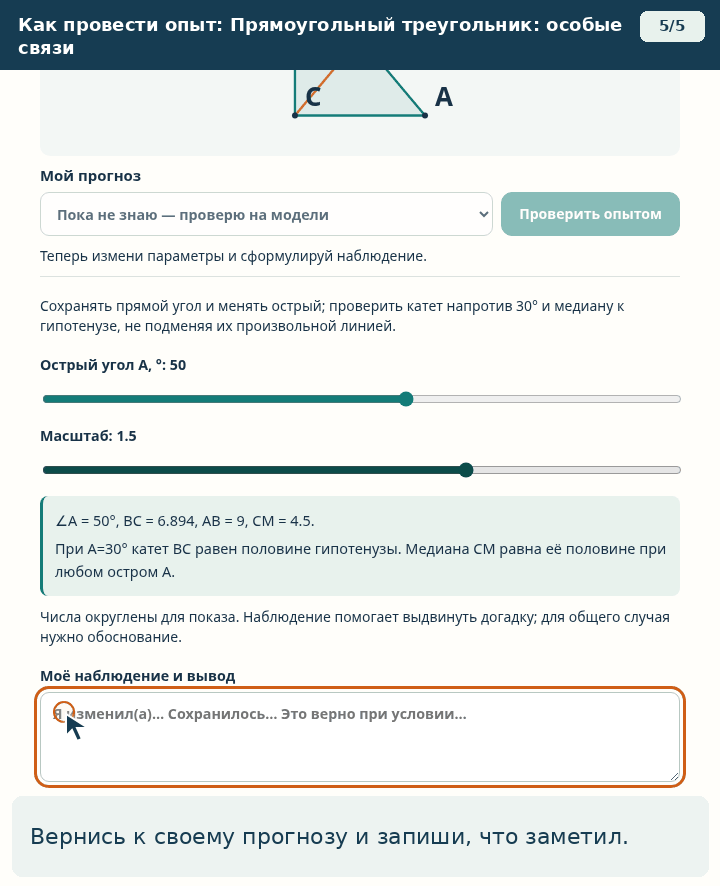 Как провести опыт: Прямоугольный треугольник: особые
связи
5/5
C
A
Мой прогноз
Пока не знаю — проверю на модели
Проверить опытом
Теперь измени параметры и сформулируй наблюдение.
Сохранять прямой угол и менять острый; проверить катет напротив 30° и медиану к
гипотенузе, не подменяя их произвольной линией.
Острый угол A, °: 50
Масштаб: 1.5
∠A = 50°, BC = 6.894, AB = 9, CM = 4.5.
При A=30° катет BC равен половине гипотенузы. Медиана CM равна её половине при
любом остром A.
Числа округлены для показа. Наблюдение помогает выдвинуть догадку; для общего случая
нужно обоснование.
Моё наблюдение и вывод
Я изменил(а)... Сохранилось... Это верно при условии...
Вернись к своему прогнозу и запиши, что заметил.